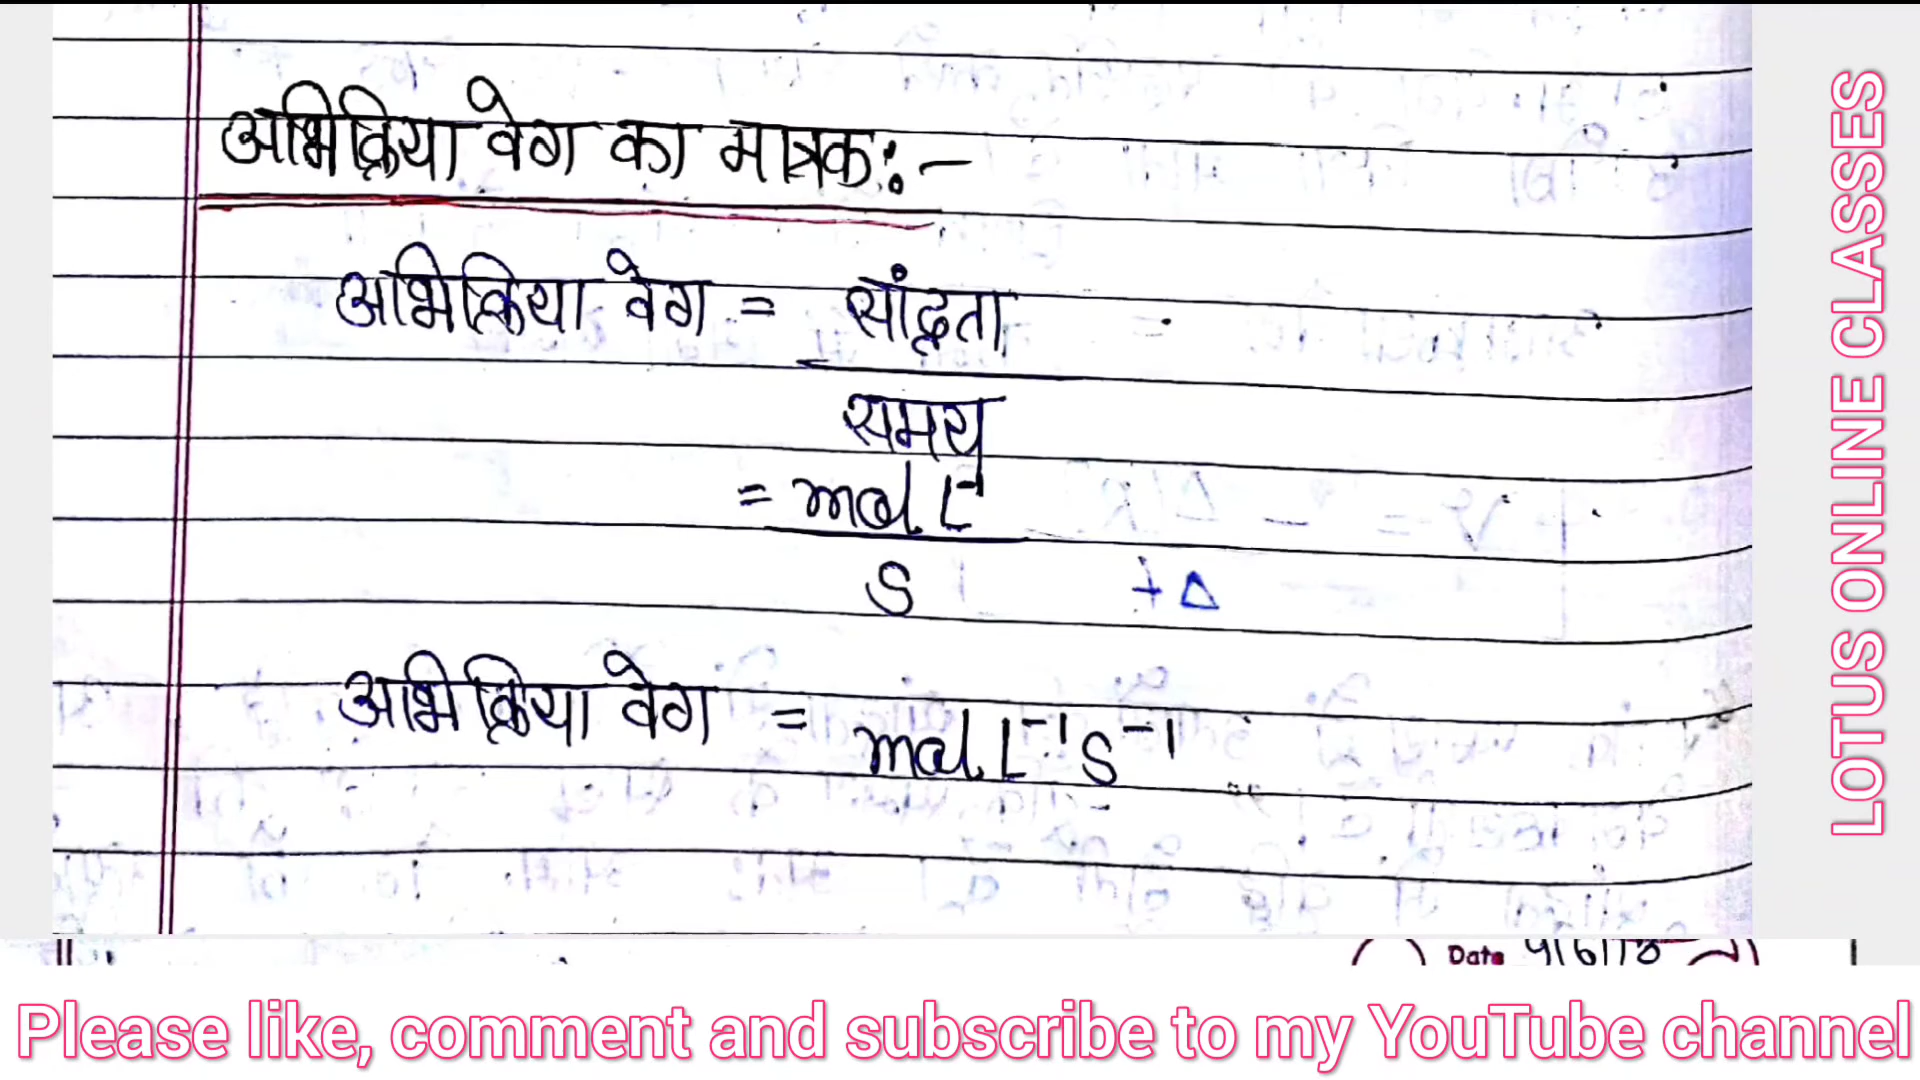 अभिक्रिया वेग का मात्रक:-
अभिक्रिया वेग = सांद्रता
समय
= mol L⁻¹
S
अभिक्रिया वेग = mol L⁻¹ S⁻¹
Date
LOTUS ONLINE CLASSES
Please like, comment and subscribe to my YouTube channel